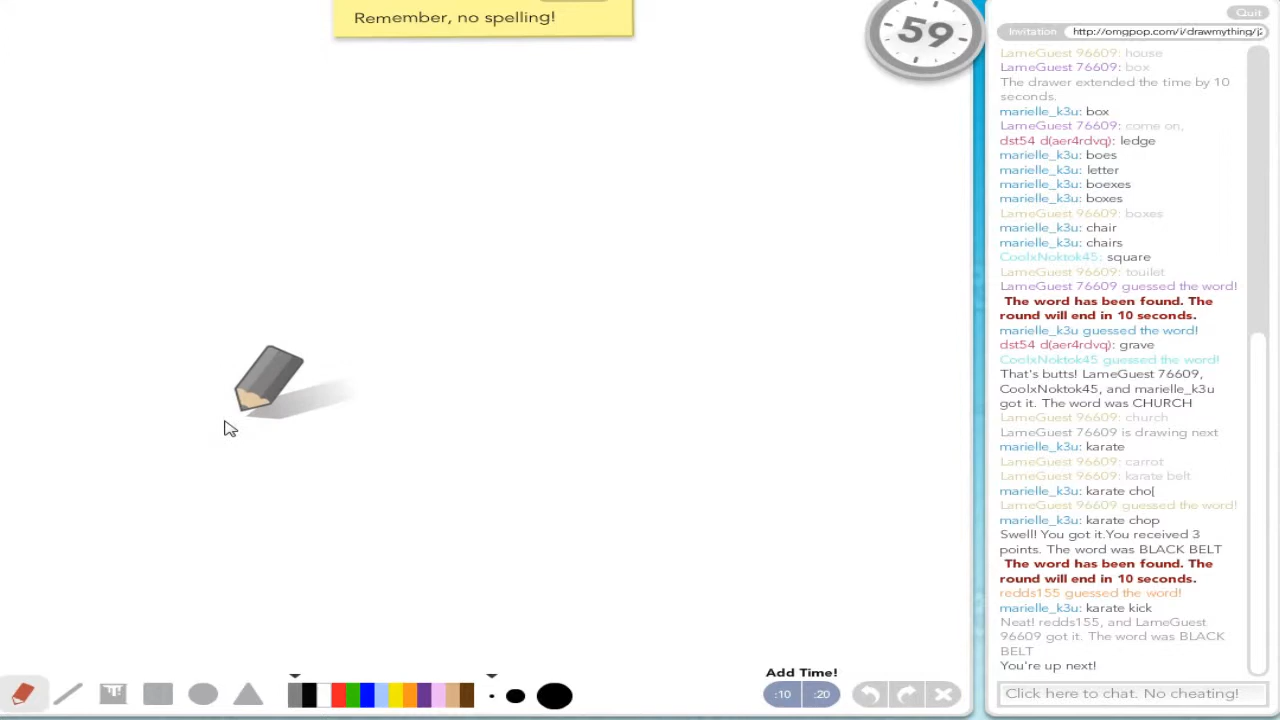 Remember, no spelling!
59
Quit
Invitation http://omgpop.com/i/drawmything/j
LameGuest 96609: house
LameGuest 76609: box
The drawer extended the time by 10
seconds.
marielle_k3u: box
LameGuest 76609: come on,
dst54 d(aer4rdvq): ledge
marielle_k3u: boes
marielle_k3u: letter
marielle_k3u: boexes
marielle_k3u: boxes
LameGuest 96609: boxes
marielle_k3u: chair
marielle_k3u: chairs
CoolxNoktok45: square
LameGuest 96609: touilet
LameGuest 76609 guessed the word!
The word has been found. The
round will end in 10 seconds.
marielle_k3u guessed the word!
dst54 d(aer4rdvq): grave
CoolxNoktok45 guessed the word!
That's butts! LameGuest 76609,
CoolxNoktok45, and marielle_k3u
got it. The word was CHURCH
LameGuest 96609: church
LameGuest 76609 is drawing next
marielle_k3u: karate
LameGuest 96609: carrot
LameGuest 96609: karate belt
marielle_k3u: karate cho[
LameGuest 96609 guessed the word!
marielle_k3u: karate chop
Swell! You got it.You received 3
points. The word was BLACK BELT
The word has been found. The
round will end in 10 seconds.
redds155 guessed the word!
marielle_k3u: karate kick
Neat! redds155, and LameGuest
96609 got it. The word was BLACK
BELT
You're up next!
Click here to chat. No cheating!
Add Time!
:10 :20
T!